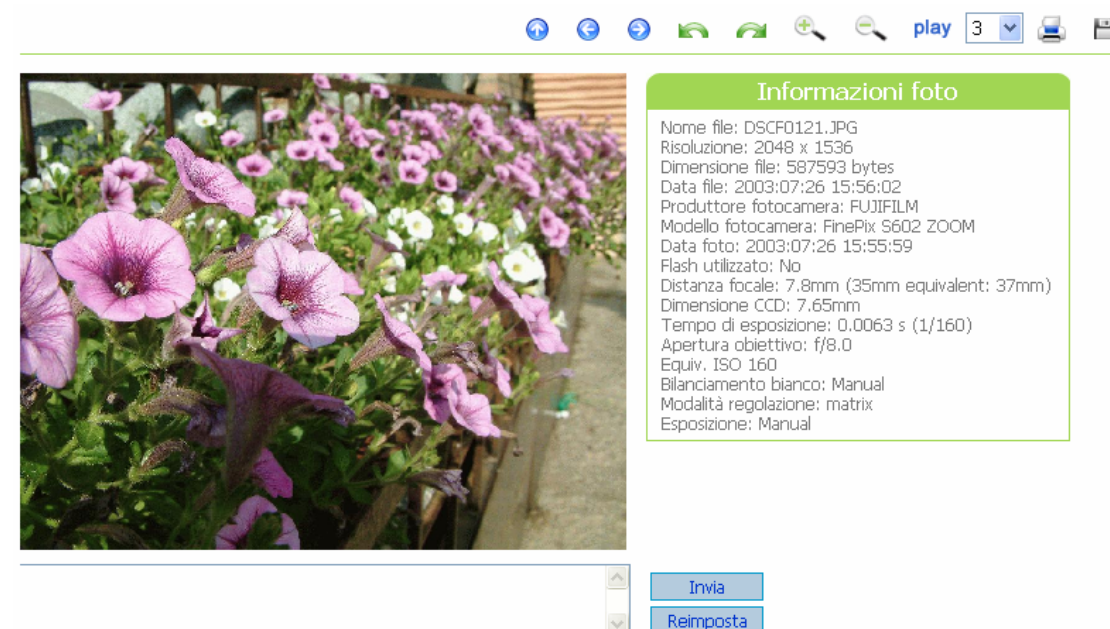 play 3
Informazioni foto
Nome file: DSCF0121.JPG
Risoluzione: 2048 x 1536
Dimensione file: 587593 bytes
Data file: 2003:07:26 15:56:02
Produttore fotocamera: FUJIFILM
Modello fotocamera: FinePix S602 ZOOM
Data foto: 2003:07:26 15:55:59
Flash utilizzato: No
Distanza focale: 7.8mm (35mm equivalent: 37mm)
Dimensione CCD: 7.65mm
Tempo di esposizione: 0.0063 s (1/160)
Apertura obiettivo: f/8.0
Equiv. ISO 160
Bilanciamento bianco: Manual
Modalità regolazione: matrix
Esposizione: Manual
Invia
Reimposta